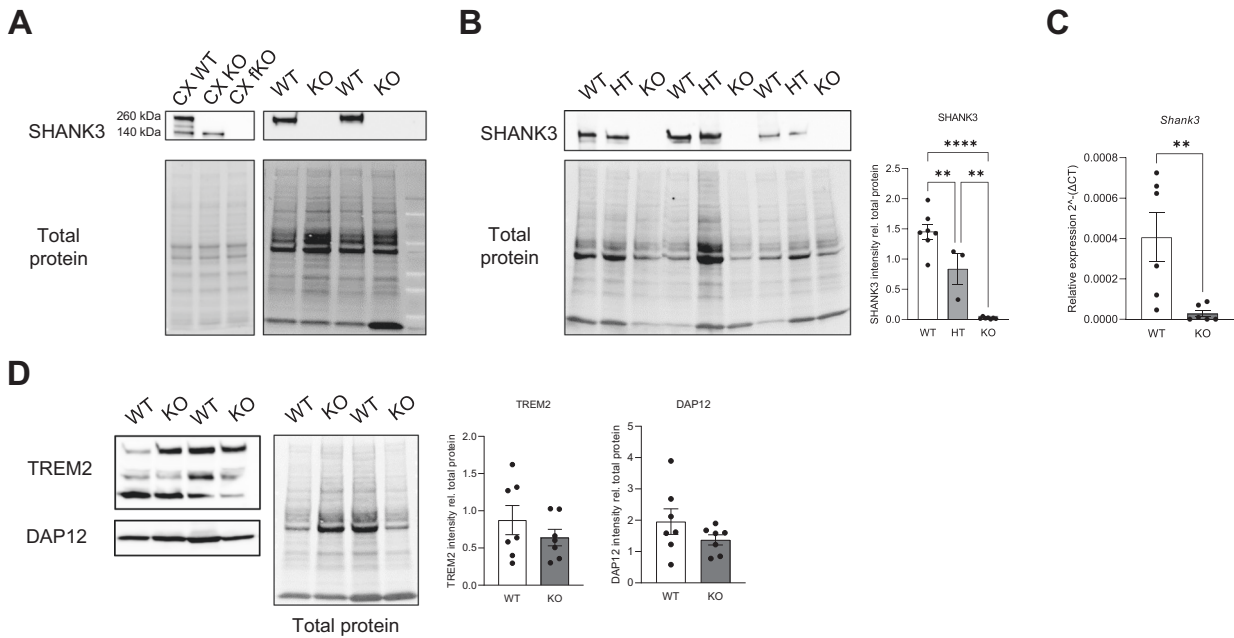 A
CX WT
CX KO
CX fKO
WT
KO
WT
KO
260 kDa
140 kDa
SHANK3
Total
protein
B
WT
HT
KO
WT
HT
KO
WT
HT
KO
SHANK3
Total
protein
SHANK3
SHANK3 intensity rel. total protein
2.5
2.0
1.5
1.0
0.5
0.0
****
** **
WT HT KO
C
Shank3
Relative expression 2^-(ΔCT)
0.0008
0.0006
0.0004
0.0002
0.0000
**
WT KO
D
WT
KO
WT
KO
TREM2
DAP12
WT
KO
WT
KO
Total protein
TREM2
TREM2 intensity rel. total protein
2.0
1.5
1.0
0.5
0.0
WT KO
DAP12
DAP12 intensity rel. total protein
5
4
3
2
1
0
WT KO